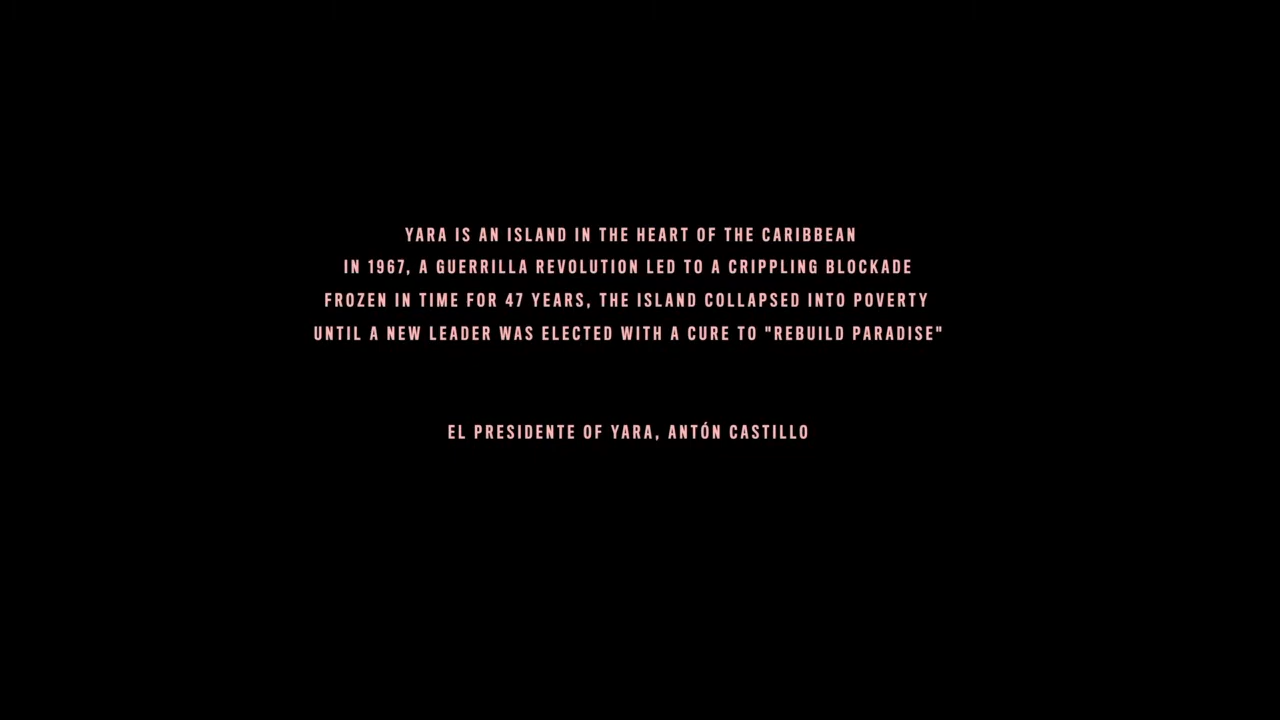 YARA IS AN ISLAND IN THE HEART OF THE CARIBBEAN
IN 1967, A GUERRILLA REVOLUTION LED TO A CRIPPLING BLOCKADE
FROZEN IN TIME FOR 47 YEARS, THE ISLAND COLLAPSED INTO POVERTY
UNTIL A NEW LEADER WAS ELECTED WITH A CURE TO "REBUILD PARADISE"
EL PRESIDENTE OF YARA, ANTÓN CASTILLO